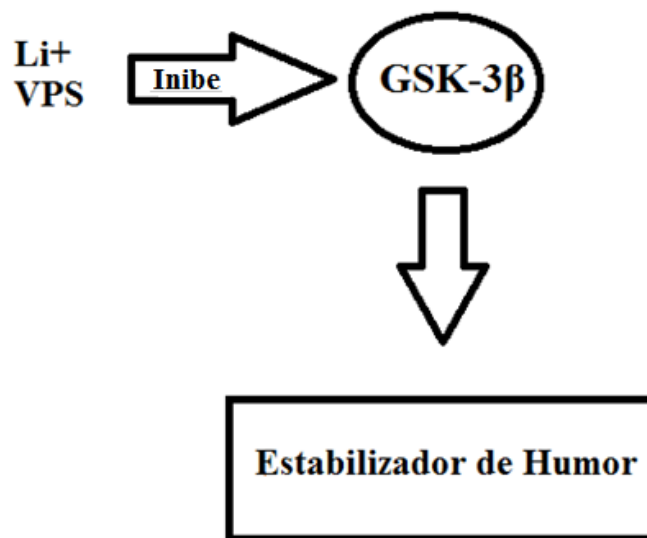 Li+
VPS
Inibe
GSK-3β
Estabilizador de Humor